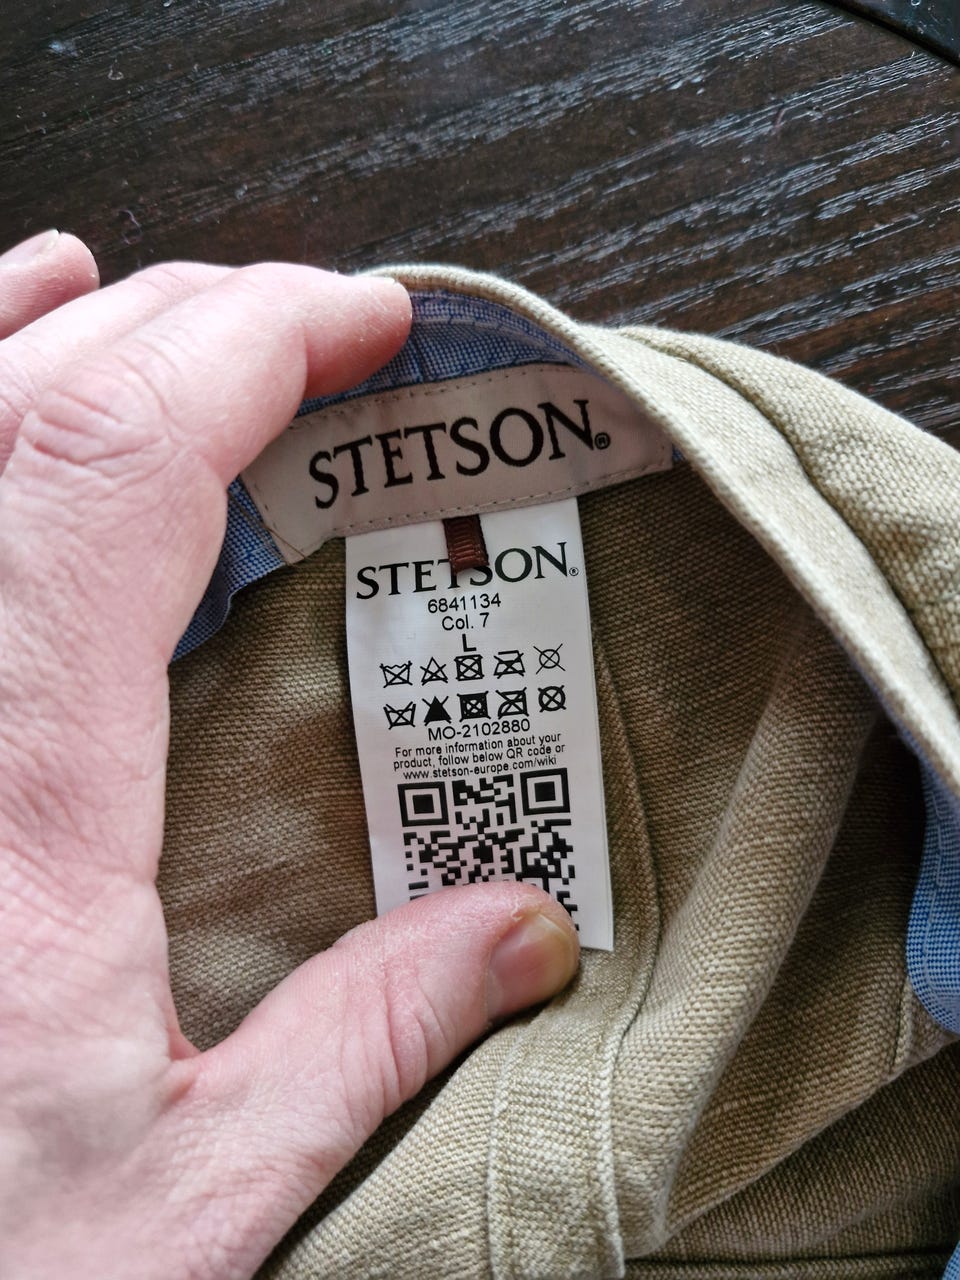 STETSON®
STETSON®
6841134
Col. 7
L
MO-2102880
For more information about your
product, follow below QR code or
www.stetson-europe.com/wiki